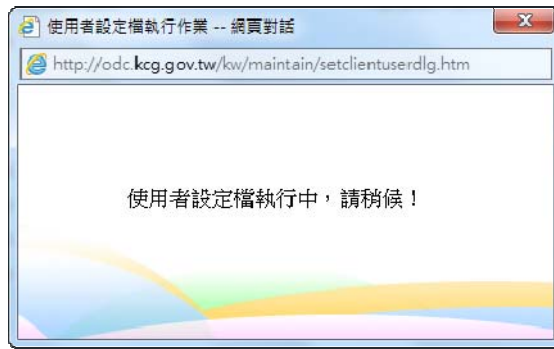 使用者設定檔執行作業 -- 網頁對話
http://odc.kcg.gov.tw/kw/maintain/setclientuserdlg.htm
使用者設定檔執行中，請稍候！